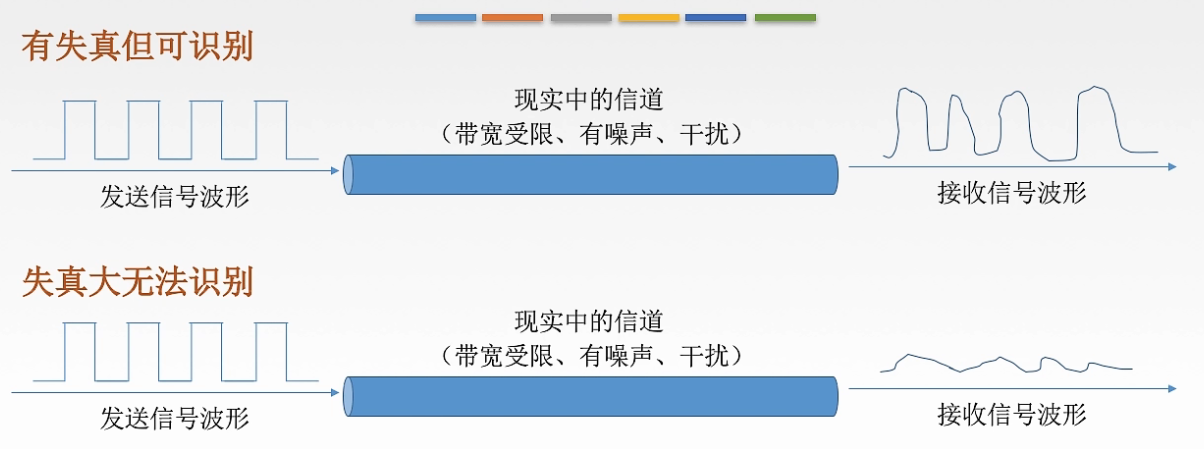 有失真但可识别
现实中的信道
（带宽受限、有噪声、干扰）
发送信号波形
接收信号波形
失真大无法识别
现实中的信道
（带宽受限、有噪声、干扰）
发送信号波形
接收信号波形